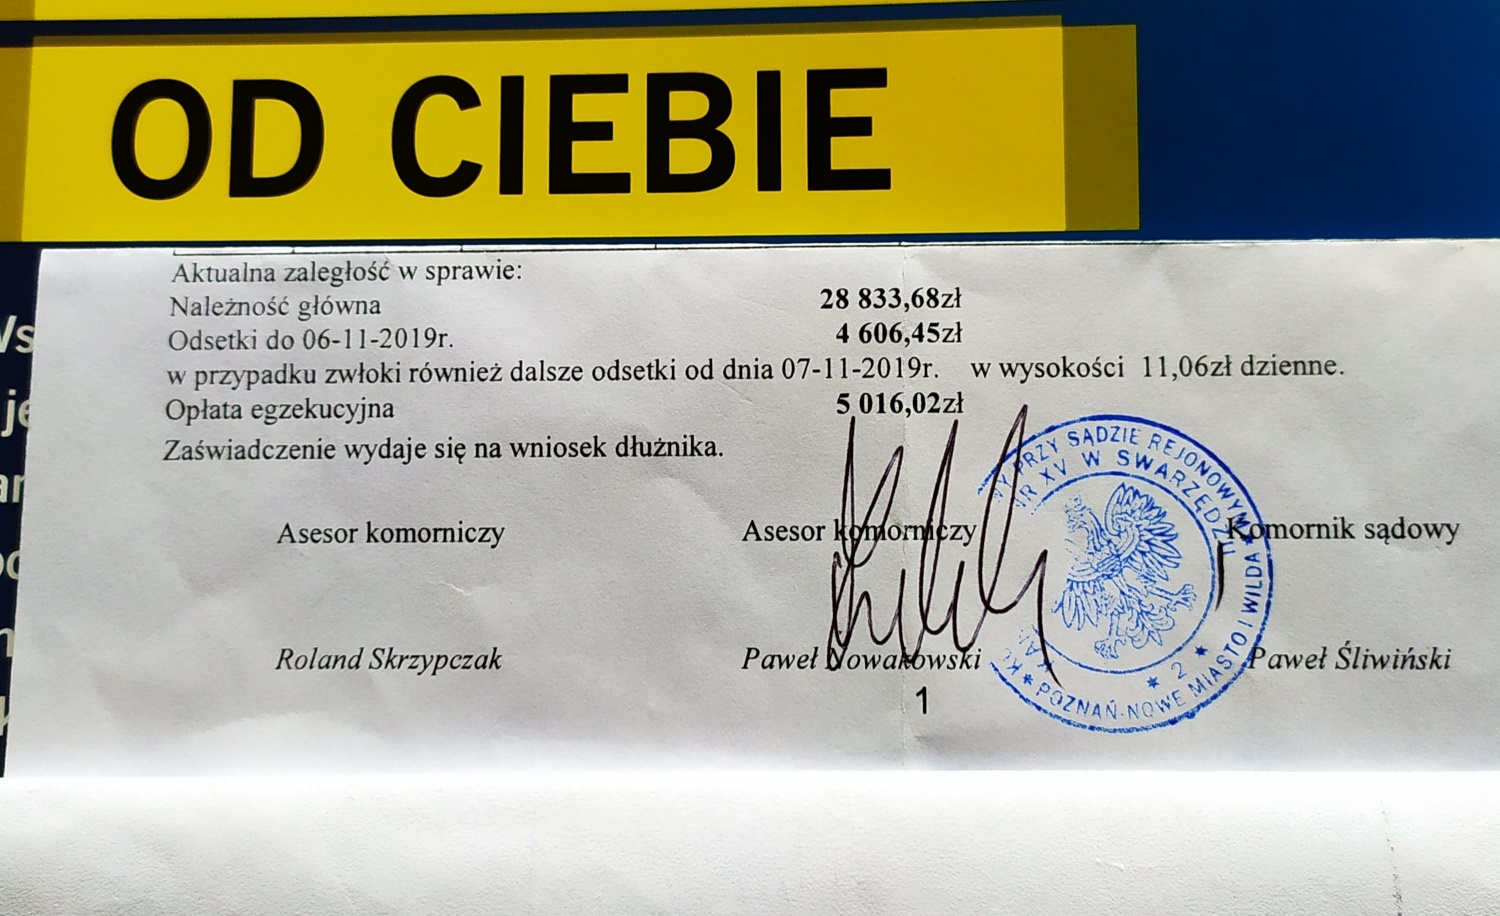 OD CIEBIE
Aktualna zaległość w sprawie:
Należność główna 28 833,68zł
Odsetki do 06-11-2019r. 4 606,45zł
w przypadku zwłoki również dalsze odsetki od dnia 07-11-2019r. w wysokości 11,06zł dzienne.
Opłata egzekucyjna 5 016,02zł
Zaświadczenie wydaje się na wniosek dłużnika.
Asesor komorniczy Asesor komorniczy Komornik sądowy
Roland Skrzypczak Paweł Nowakowski Paweł Śliwiński
1
PRZY SĄDZIE REJONOWYM
POZNAŃ-NOWE MIASTO I WILDA
NR XV W SWARZĘDZU
* 2 *